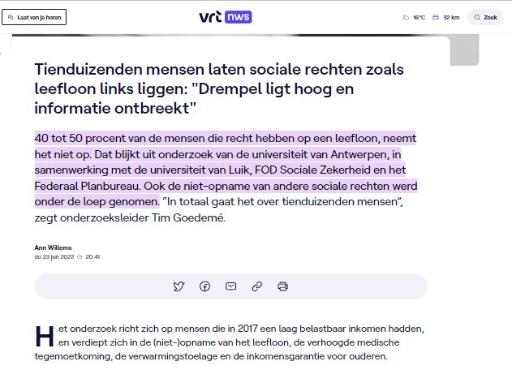 Laat van je horen
vrt nws
16°C
32 km
Zoek
Tienduizenden mensen laten sociale rechten zoals
leefloon links liggen: "Drempel ligt hoog en
informatie ontbreekt"
40 tot 50 procent van de mensen die recht hebben op een leefloon, neemt
het niet op. Dat blijkt uit onderzoek van de universiteit van Antwerpen, in
samenwerking met de universiteit van Luik, FOD Sociale Zekerheid en het
Federaal Planbureau. Ook de niet-opname van andere sociale rechten werd
onder de loep genomen. "In totaal gaat het over tienduizenden mensen",
zegt onderzoeksleider Tim Goedemé.
Ann Willems
do 23 jun 2022 20:41
Het onderzoek richt zich op mensen die in 2017 een laag belastbaar inkomen hadden,
en verdiept zich in de (niet-)opname van het leefloon, de verhoogde medische
tegemoetkoming, de verwarmingstoelage en de inkomensgarantie voor ouderen.